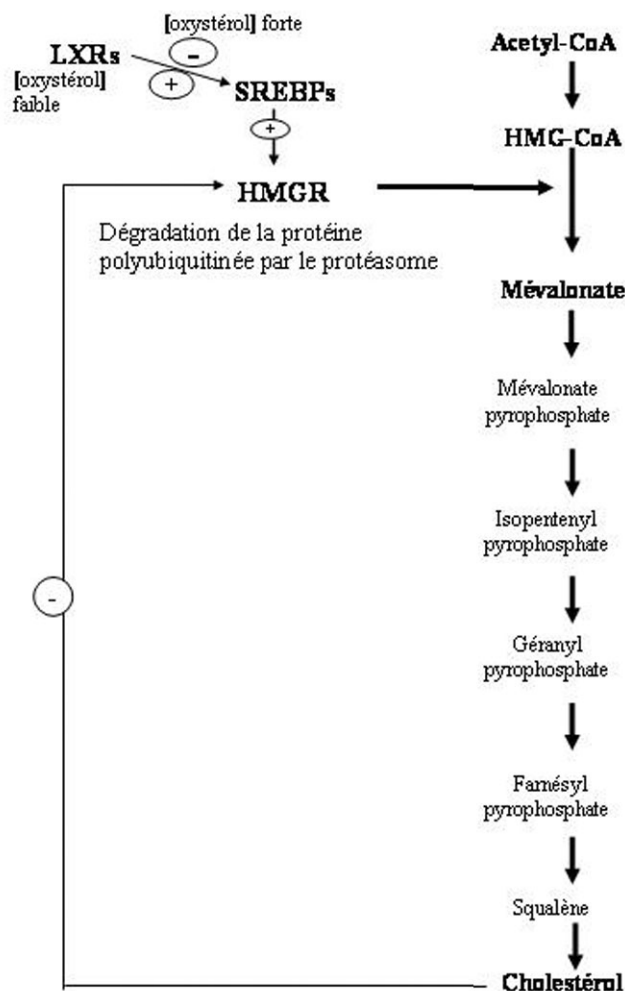 [oxystérol] forte
LXRs
-
[oxystérol]
faible
+
SREBPs
+
HMGR
Dégradation de la protéine
polyubiquitinée par le protéasome
-
Acetyl-CoA
HMG-CoA
Mévalonate
Mévalonate
pyrophosphate
Isopentenyl
pyrophosphate
Géranyl
pyrophosphate
Farnésyl
pyrophosphate
Squalène
Cholestérol